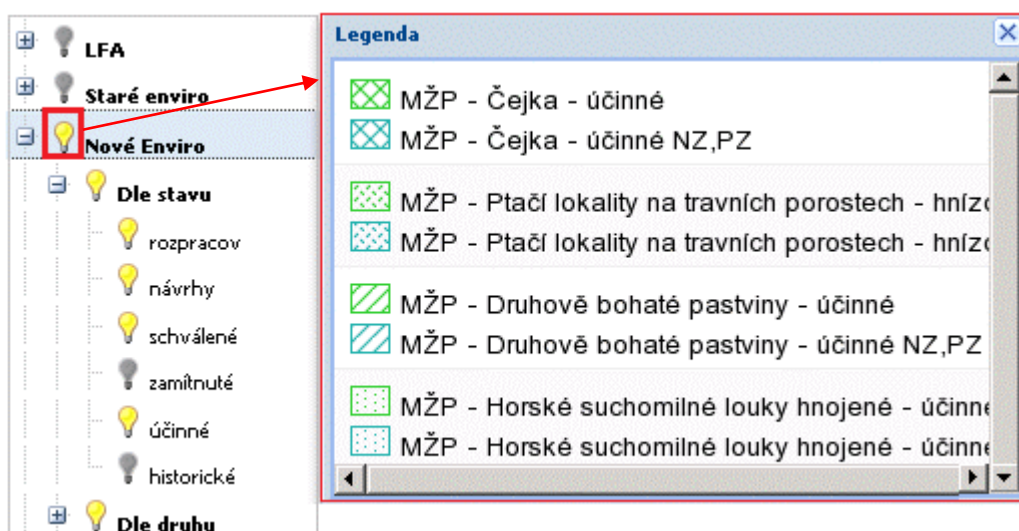 LFA
Staré enviro
Nové Enviro
Dle stavu
rozpracov
návrhy
schválené
zamítnuté
účinné
historické
Dle druhu
Legenda
MŽP - Čejka - účinné
MŽP - Čejka - účinné NZ,PZ
MŽP - Ptačí lokality na travních porostech - hnízd
MŽP - Ptačí lokality na travních porostech - hnízd
MŽP - Druhově bohaté pastviny - účinné
MŽP - Druhově bohaté pastviny - účinné NZ,PZ
MŽP - Horské suchomilné louky hnojené - účinné
MŽP - Horské suchomilné louky hnojené - účinné